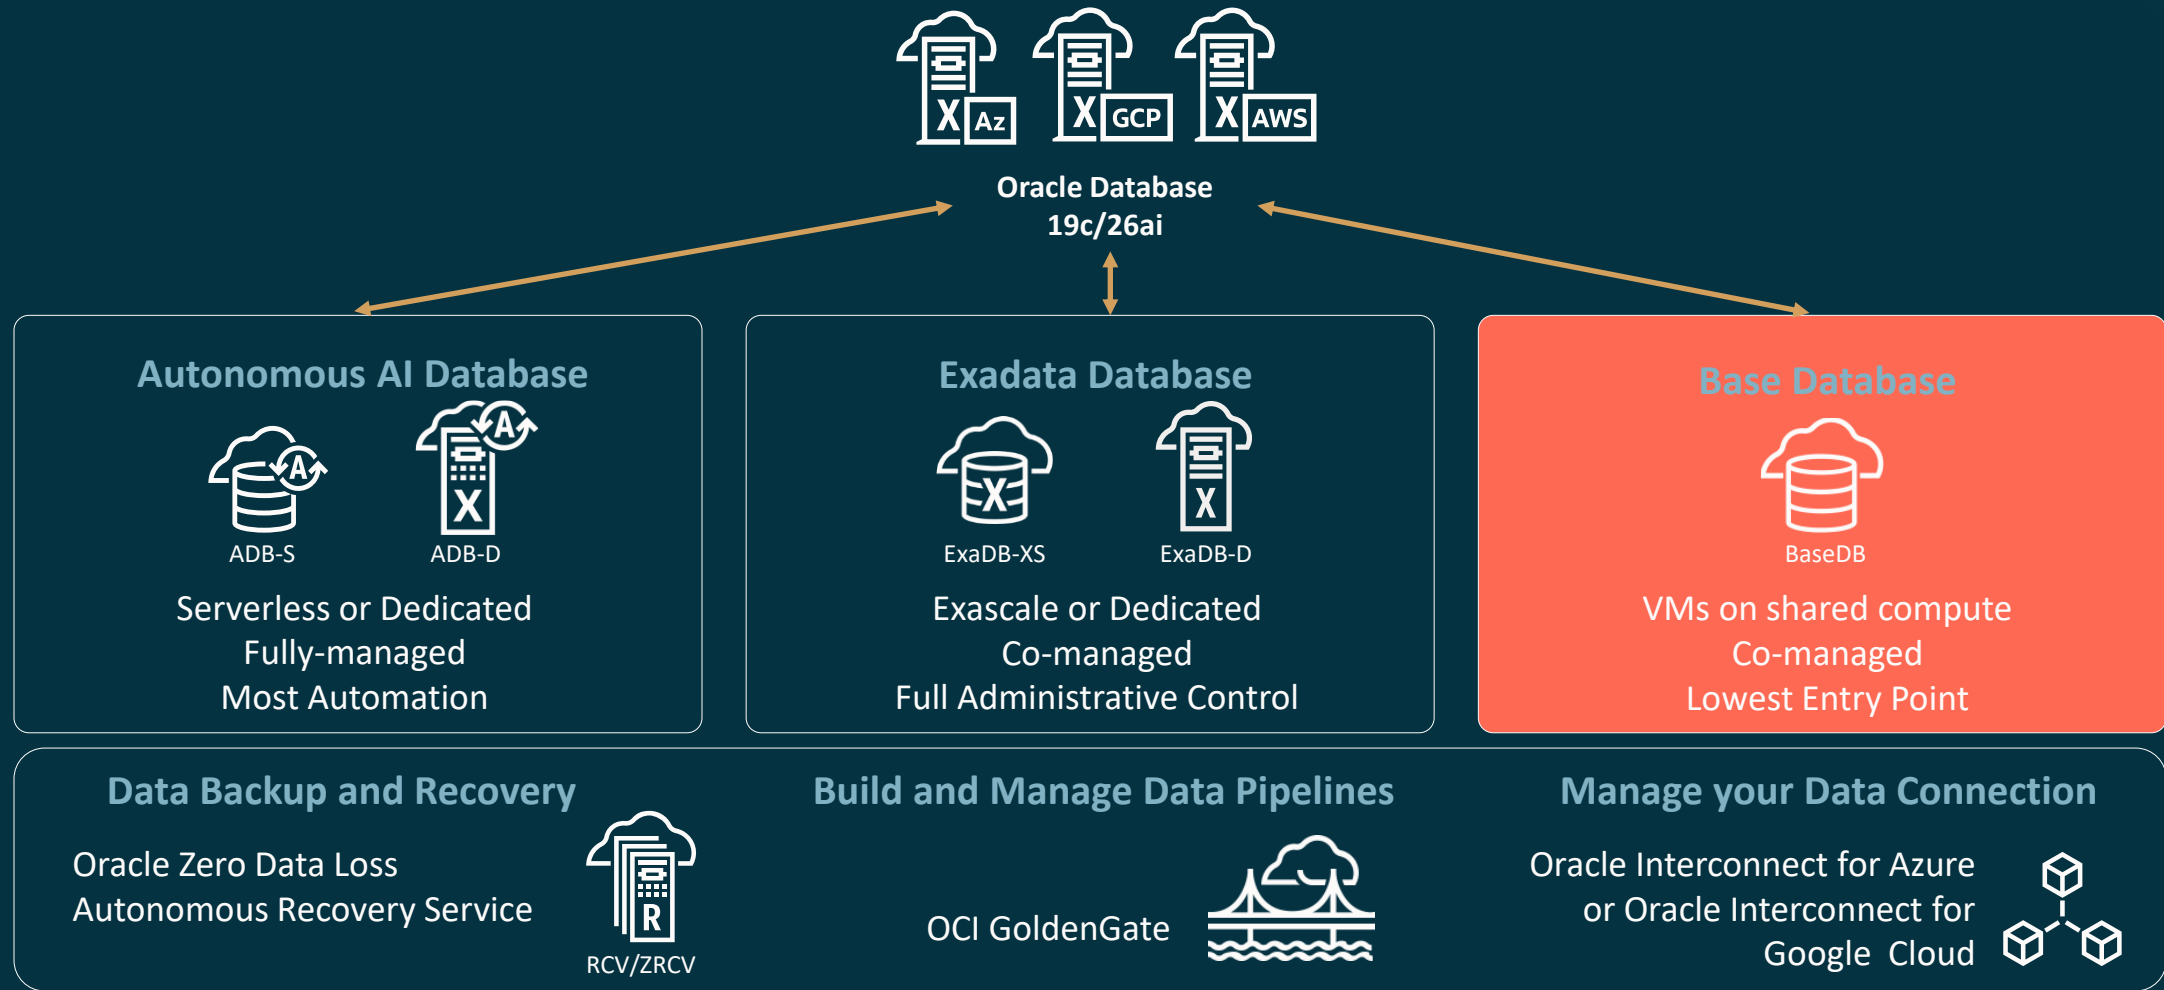 X Az
X GCP
X AWS
Oracle Database
19c/26ai
Autonomous AI Database
A
A
X
ADB-S
ADB-D
Serverless or Dedicated
Fully-managed
Most Automation
Exadata Database
X
X
ExaDB-XS
ExaDB-D
Exascale or Dedicated
Co-managed
Full Administrative Control
Base Database
BaseDB
VMs on shared compute
Co-managed
Lowest Entry Point
Data Backup and Recovery
Oracle Zero Data Loss
Autonomous Recovery Service
R
RCV/ZRCV
Build and Manage Data Pipelines
OCI GoldenGate
Manage your Data Connection
Oracle Interconnect for Azure
or Oracle Interconnect for
Google Cloud